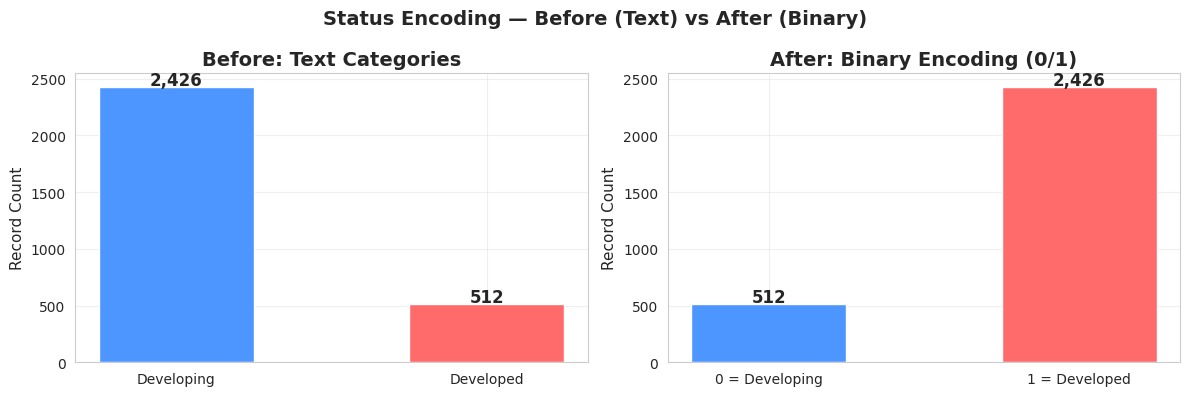 Status Encoding — Before (Text) vs After (Binary)
Before: Text Categories
2500
2000
1500
1000
500
0
Record Count
2,426
512
Developing
Developed
After: Binary Encoding (0/1)
2500
2000
1500
1000
500
0
Record Count
512
2,426
0 = Developing
1 = Developed